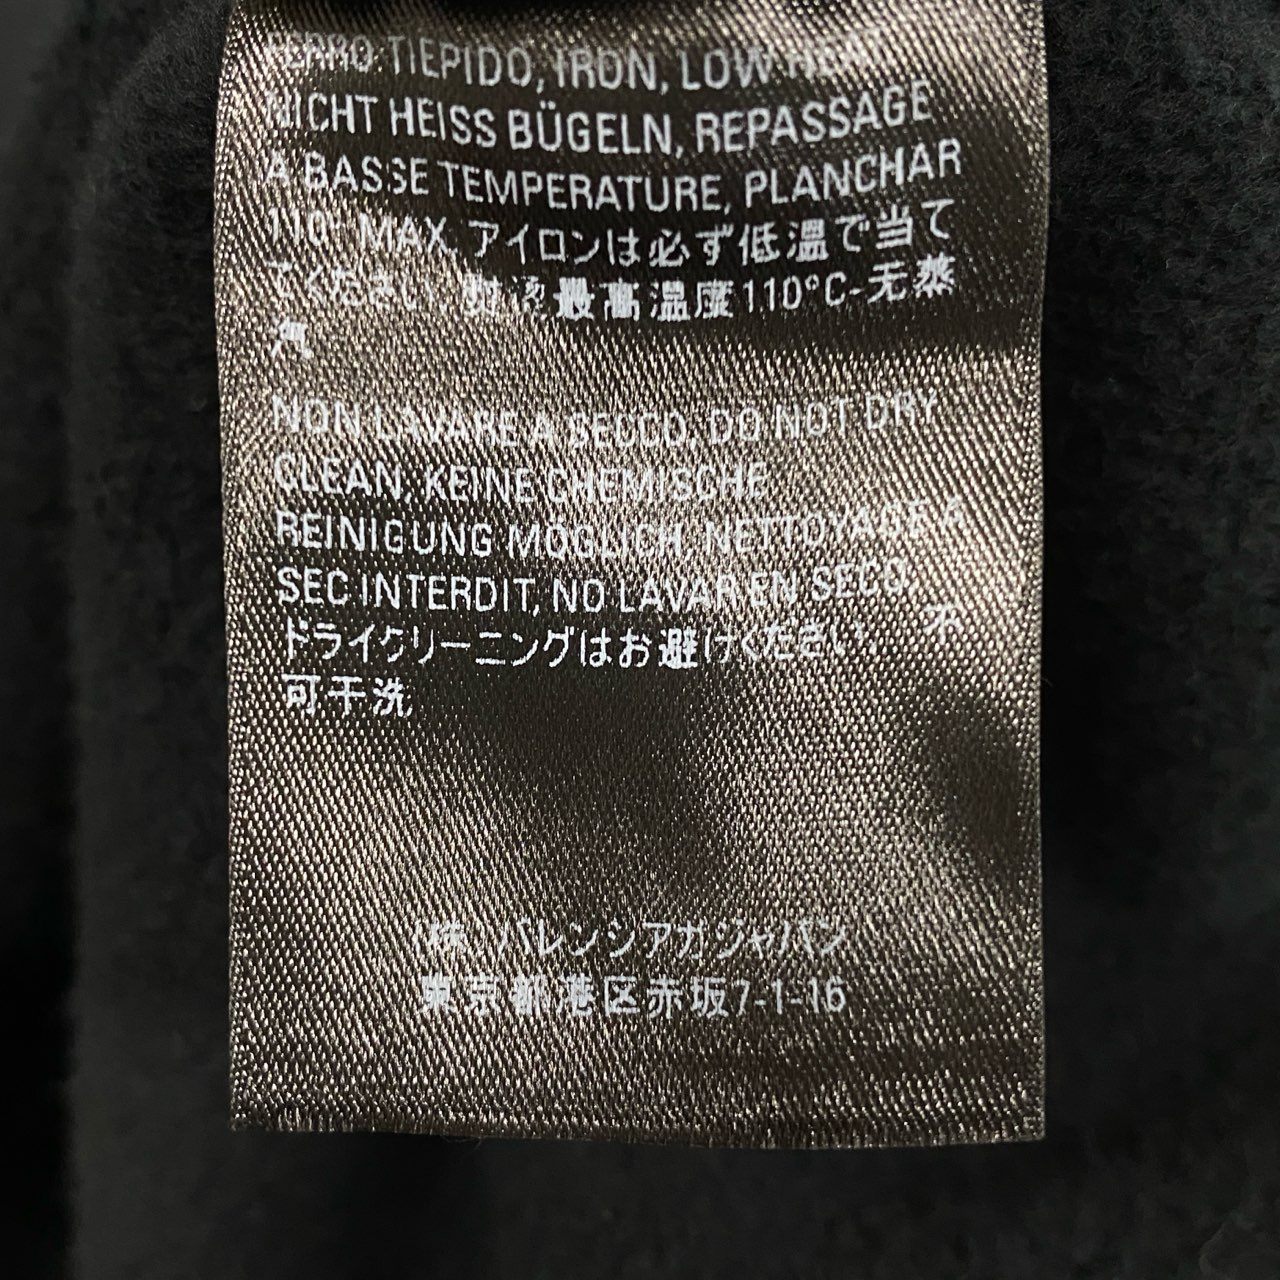 FERRO TIEPIDO, IRON, LOW HEAT
NICHT HEISS BÜGELN, REPASSAGE
A BASSE TEMPERATURE, PLANCHAR
110° MAX, アイロンは必ず低温で当て
てください, 熨烫最高温度110°C-无蒸
汽
NON LAVARE A SECCO, DO NOT DRY
CLEAN, KEINE CHEMISCHE
REINIGUNG MÖGLICH, NETTOYAGE A
SEC INTERDIT, NO LAVAR EN SECO,
ドライクリーニングはお避けください, 不
可干洗
(株) バレンシアガジャパン
東京都港区赤坂7-1-16